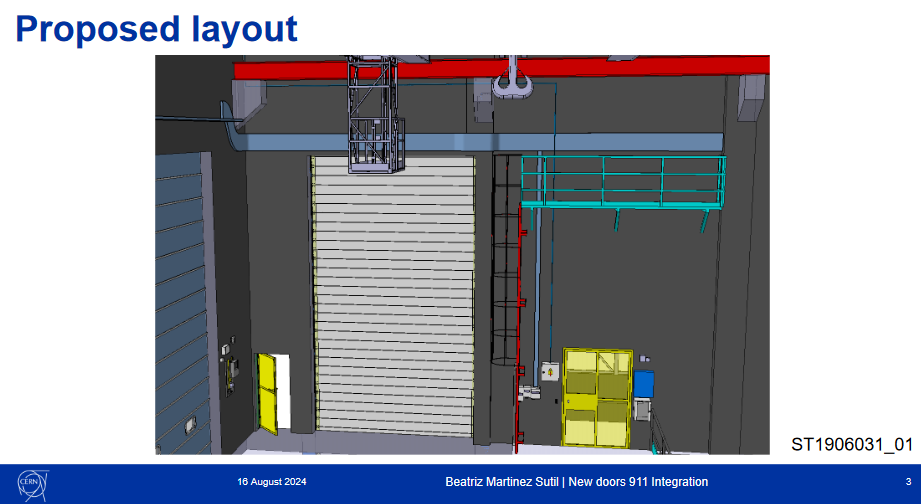 Proposed layout
ST1906031_01
CERN
16 August 2024
Beatriz Martinez Sutil | New doors 911 Integration
3